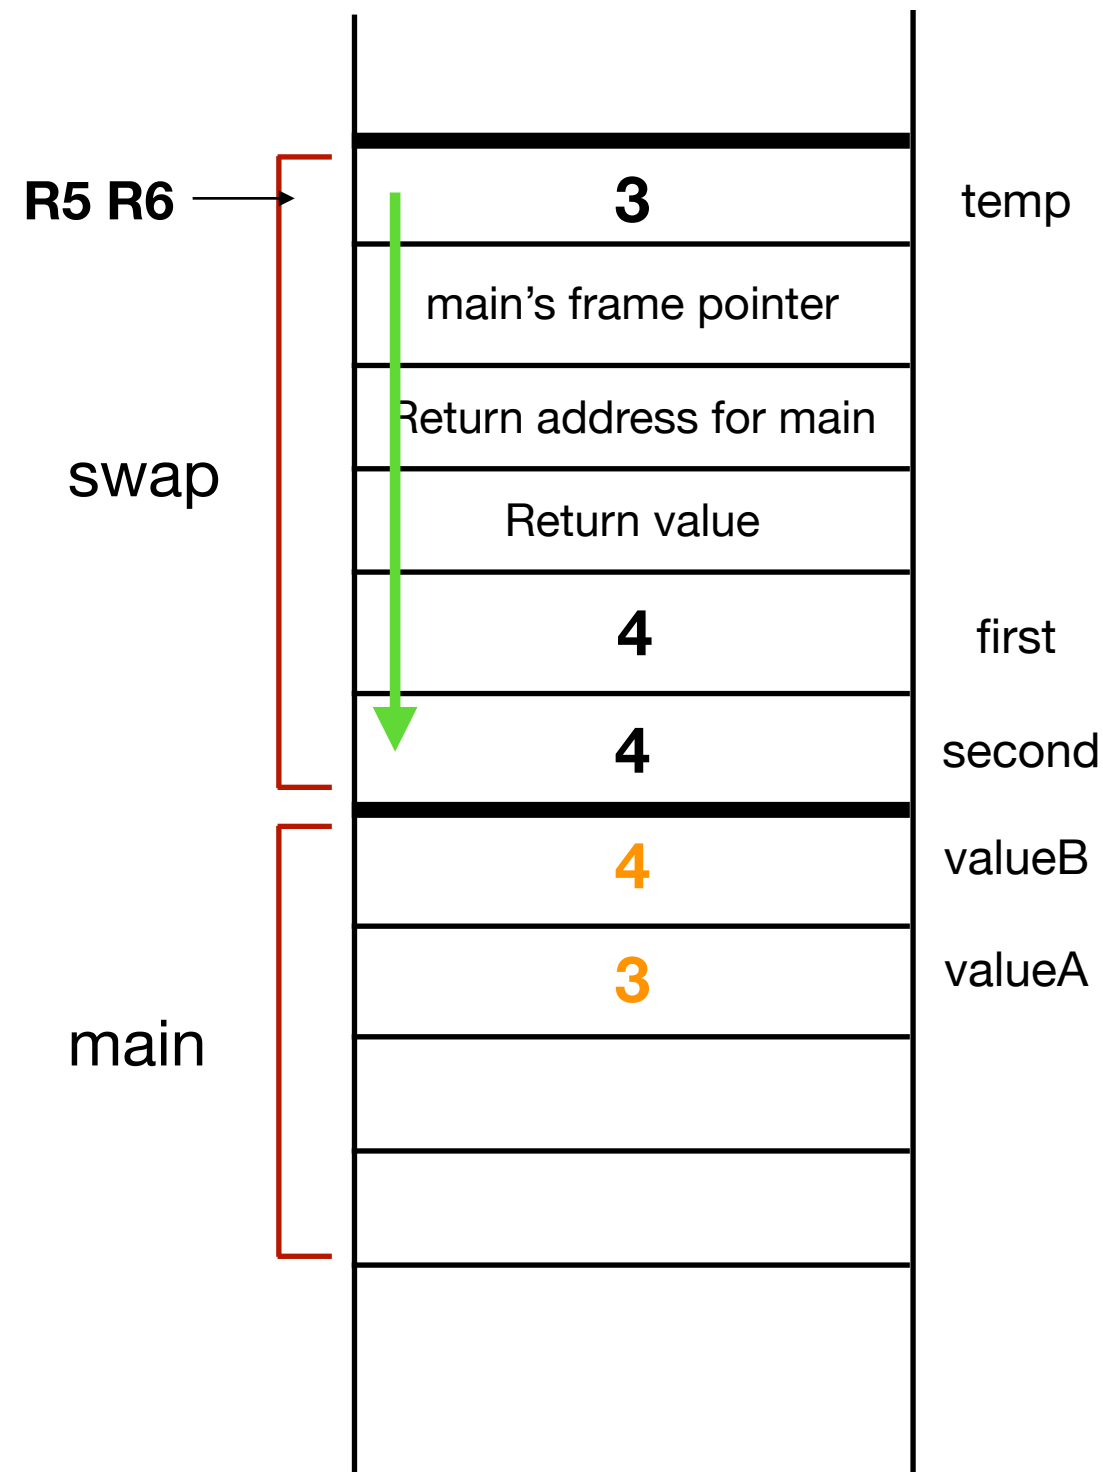 R5 R6
3
temp
main’s frame pointer
Return address for main
swap
Return value
4
first
4
second
4
valueB
3
valueA
main